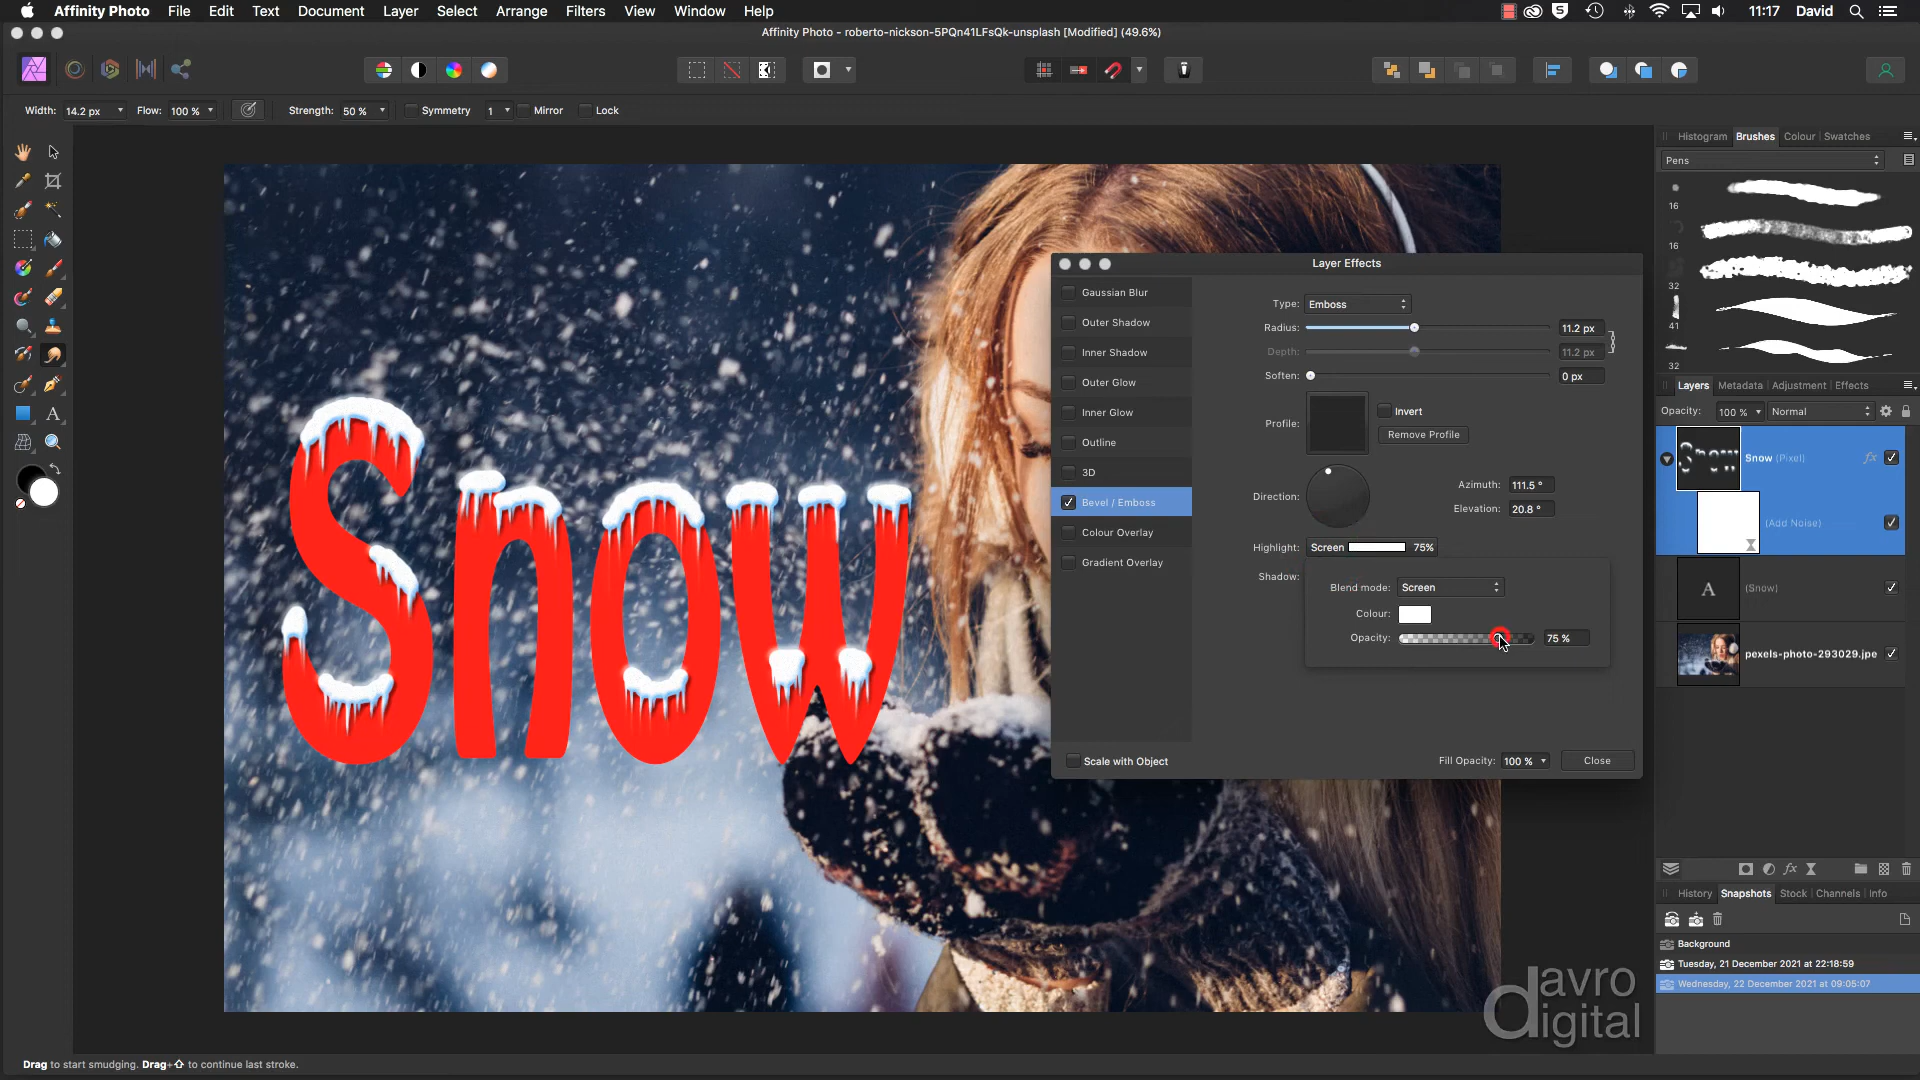 Affinity Photo File Edit Text Document Layer Select Arrange Filters View Window Help 11:17 David
Affinity Photo - roberto-nickson-5PQn41LFsQk-unsplash [Modified] (49.6%)
Width: 14.2 px Flow: 100 % Strength: 50 % Symmetry 1 Mirror Lock
Histogram Brushes Colour Swatches
Pens
16
16
32
41
32
Snow
Layer Effects
Gaussian Blur
Outer Shadow
Inner Shadow
Outer Glow
Inner Glow
Outline
3D
Bevel / Emboss
Colour Overlay
Gradient Overlay
Type: Emboss
Radius: 11.2 px
Depth: 11.2 px
Soften: 0 px
Profile: Invert
Remove Profile
Direction: Azimuth: 111.5 °
Elevation: 20.8 °
Highlight: Screen 75%
Shadow:
Blend mode: Screen
Colour:
Opacity: 75 %
Scale with Object Fill Opacity: 100 % Close
Layers Metadata Adjustment Effects
Opacity: 100 % Normal
Snow (Pixel) fx
(Add Noise)
A (Snow)
pexels-photo-293029.jpe
fx
History Snapshots Stock Channels Info
Background
Tuesday, 21 December 2021 at 22:18:59
Wednesday, 22 December 2021 at 09:05:07
davro
digital
Drag to start smudging. Drag+⇧ to continue last stroke.